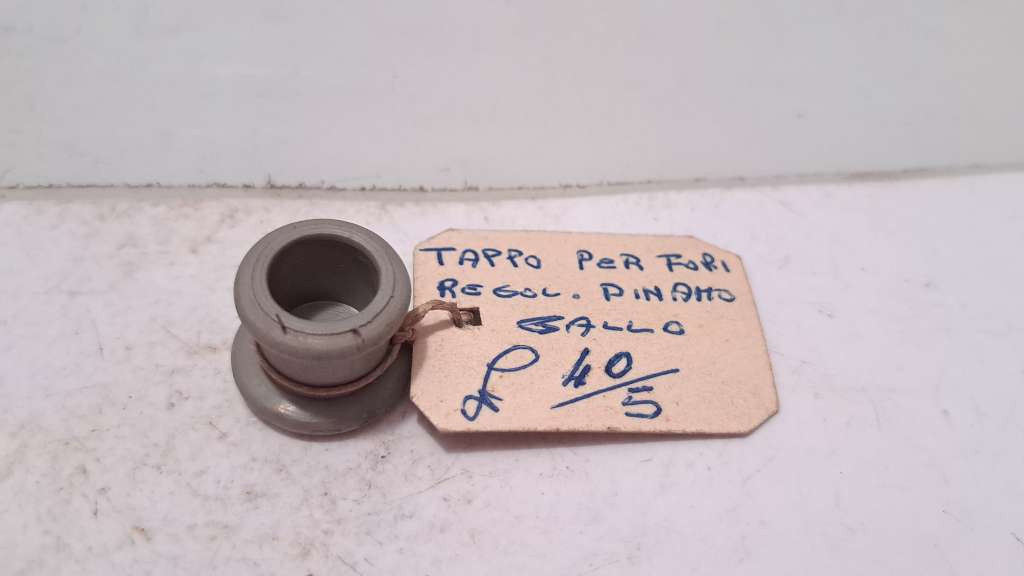 TAPPO PER FORI
REGOL. DINAMO
GALLO
£ 40/5